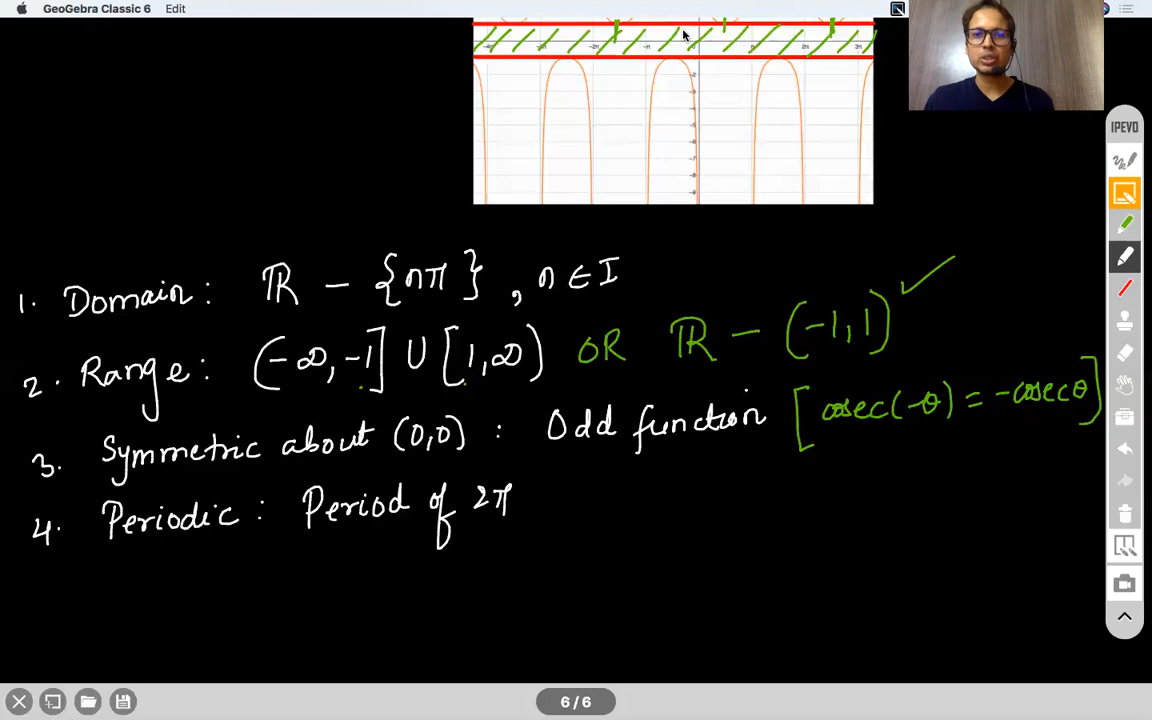 GeoGebra Classic 6 Edit
IPEVO
1. Domain : ℝ - {nπ} , n ∈ I
2. Range : (-∞, -1] ∪ [1, ∞) OR ℝ - (-1, 1) ✓
3. Symmetric about (0,0) : Odd function [cosec(-θ) = -cosecθ]
4. Periodic : Period of 2π
6 / 6